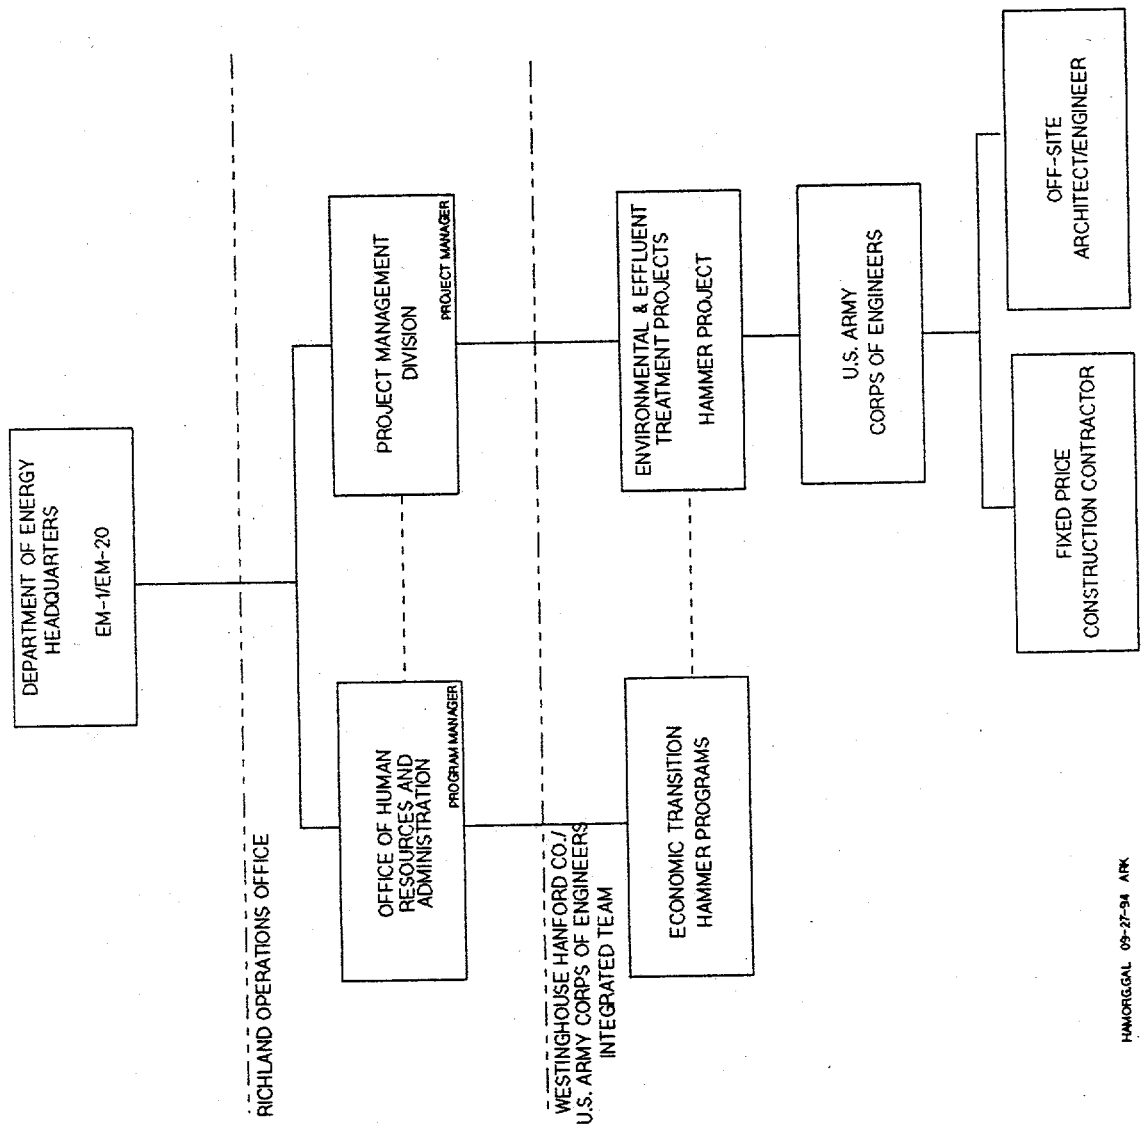 DEPARTMENT OF ENERGY
HEADQUARTERS
EM-1/EM-20
RICHLAND OPERATIONS OFFICE
OFFICE OF HUMAN
RESOURCES AND
ADMINISTRATION
PROGRAM MANAGER
PROJECT MANAGEMENT
DIVISION
PROJECT MANAGER
WESTINGHOUSE HANFORD CO./
U.S. ARMY CORPS OF ENGINEERS
INTEGRATED TEAM
ECONOMIC TRANSITION
HAMMER PROGRAMS
ENVIRONMENTAL & EFFLUENT
TREATMENT PROJECTS
HAMMER PROJECT
U.S. ARMY
CORPS OF ENGINEERS
FIXED PRICE
CONSTRUCTION CONTRACTOR
OFF-SITE
ARCHITECT/ENGINEER
HAMORG.GAL 09-27-94 ARK